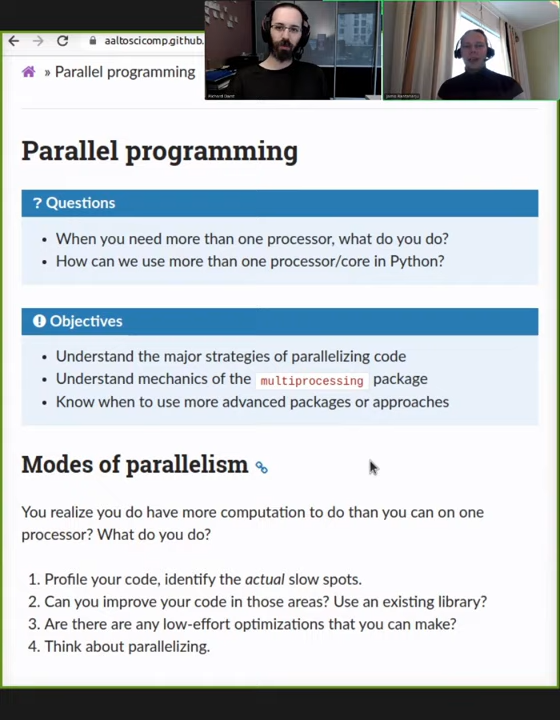 aaltoscicomp.github.
» Parallel programming
Parallel programming
? Questions
• When you need more than one processor, what do you do?
• How can we use more than one processor/core in Python?
! Objectives
• Understand the major strategies of parallelizing code
• Understand mechanics of the multiprocessing package
• Know when to use more advanced packages or approaches
Modes of parallelism
You realize you do have more computation to do than you can on one
processor? What do you do?
1. Profile your code, identify the actual slow spots.
2. Can you improve your code in those areas? Use an existing library?
3. Are there are any low-effort optimizations that you can make?
4. Think about parallelizing.